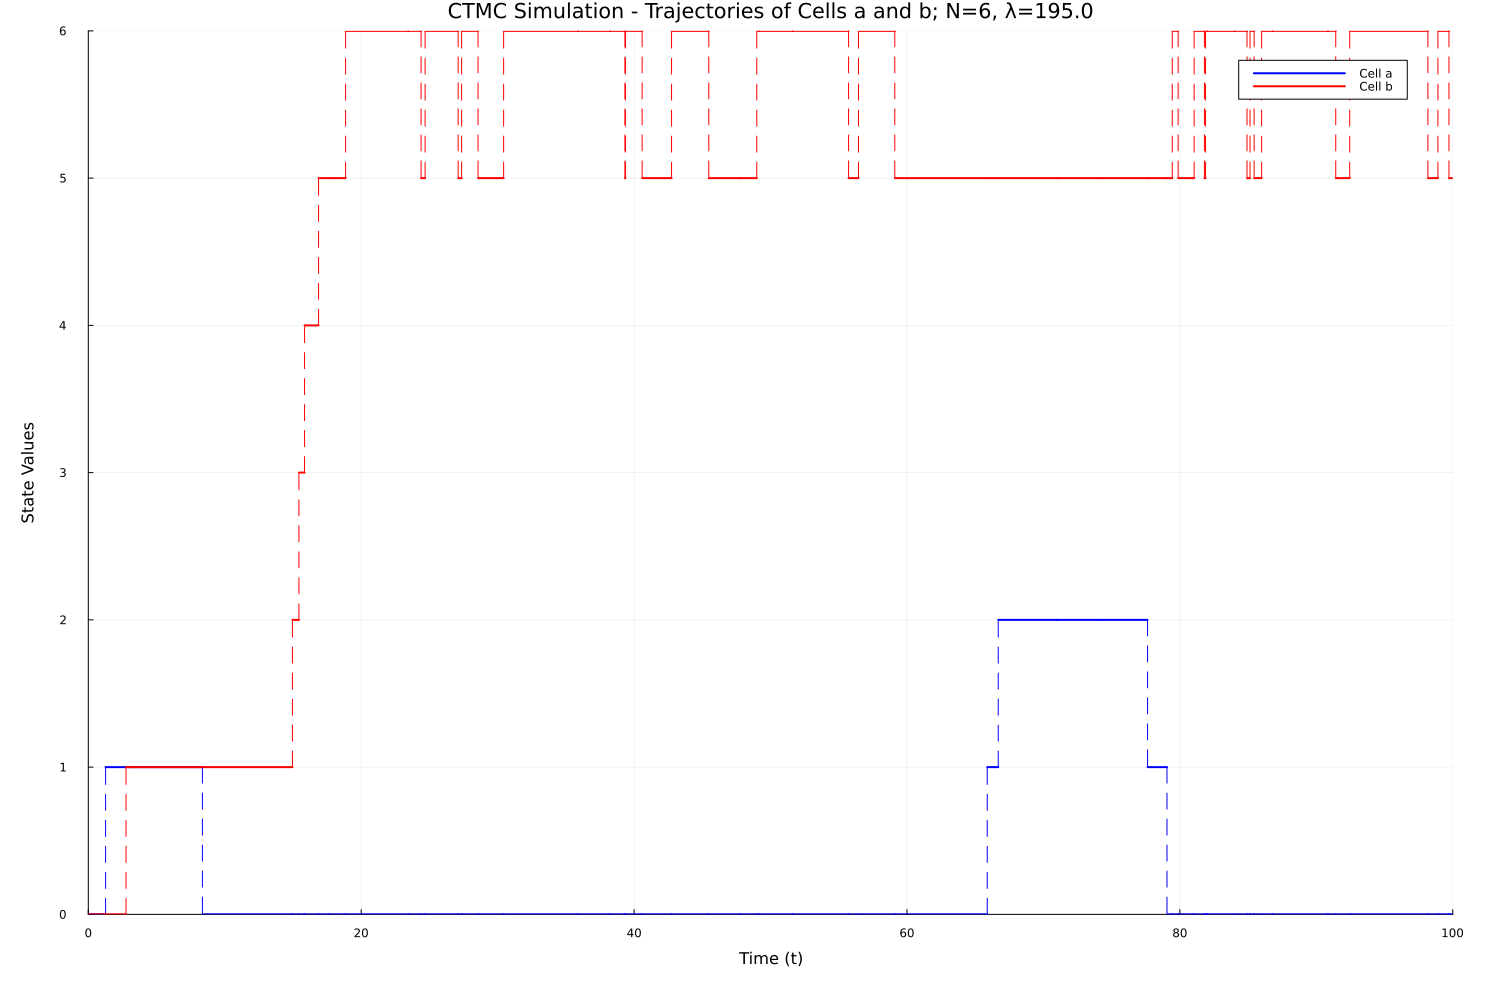 CTMC Simulation - Trajectories of Cells a and b; N=6, λ=195.0
6
Cell a
Cell b
5
4
State Values
3
2
1
0
0 20 40 60 80 100
Time (t)